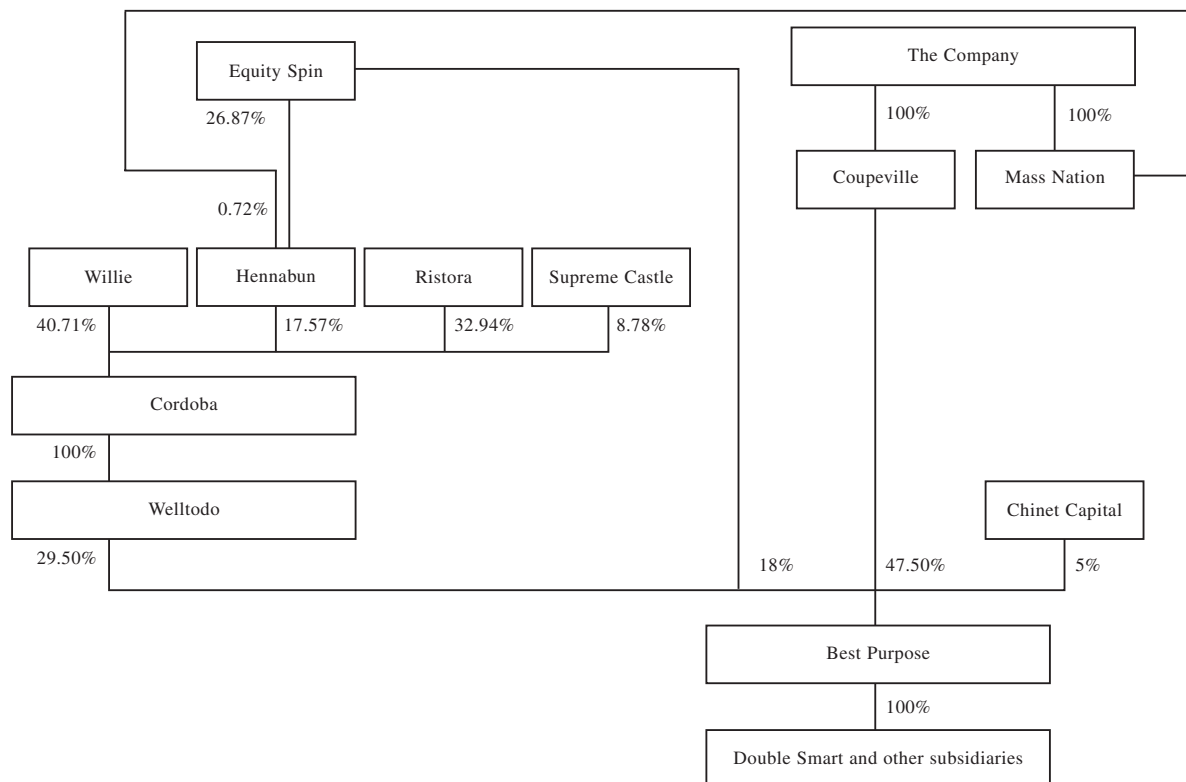 The Company
Equity Spin
26.87%
100%
100%
Coupeville
Mass Nation
0.72%
Willie
Hennabun
Ristora
Supreme Castle
40.71%
17.57%
32.94%
8.78%
Cordoba
100%
Welltodo
Chinet Capital
29.50%
18%
47.50%
5%
Best Purpose
100%
Double Smart and other subsidiaries